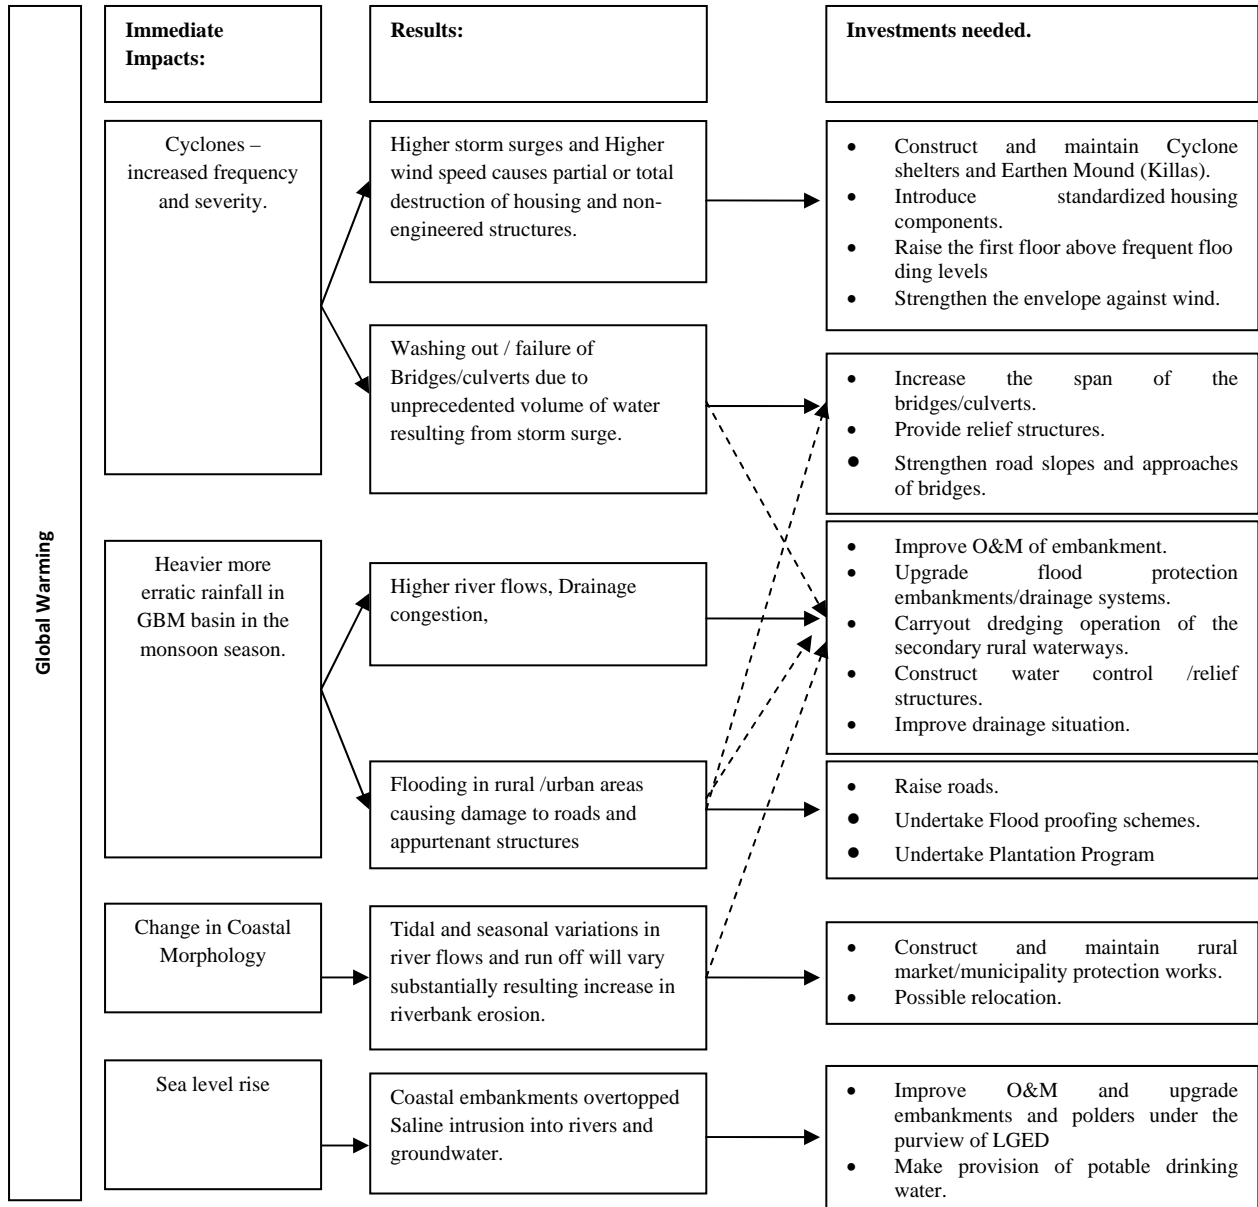 Global Warming
Immediate
Impacts:
Results:
Investments needed.
Cyclones –
increased frequency
and severity.
Higher storm surges and Higher
wind speed causes partial or total
destruction of housing and non-
engineered structures.
• Construct and maintain Cyclone
shelters and Earthen Mound (Killas).
• Introduce standardized housing
components.
• Raise the first floor above frequent floo
ding levels
• Strengthen the envelope against wind.
Washing out / failure of
Bridges/culverts due to
unprecedented volume of water
resulting from storm surge.
• Increase the span of the
bridges/culverts.
• Provide relief structures.
• Strengthen road slopes and approaches
of bridges.
Heavier more
erratic rainfall in
GBM basin in the
monsoon season.
Higher river flows, Drainage
congestion,
• Improve O&M of embankment.
• Upgrade flood protection
embankments/drainage systems.
• Carryout dredging operation of the
secondary rural waterways.
• Construct water control /relief
structures.
• Improve drainage situation.
Flooding in rural /urban areas
causing damage to roads and
appurtenant structures
• Raise roads.
• Undertake Flood proofing schemes.
• Undertake Plantation Program
Change in Coastal
Morphology
Tidal and seasonal variations in
river flows and run off will vary
substantially resulting increase in
riverbank erosion.
• Construct and maintain rural
market/municipality protection works.
• Possible relocation.
Sea level rise
Coastal embankments overtopped
Saline intrusion into rivers and
groundwater.
• Improve O&M and upgrade
embankments and polders under the
purview of LGED
• Make provision of potable drinking
water.